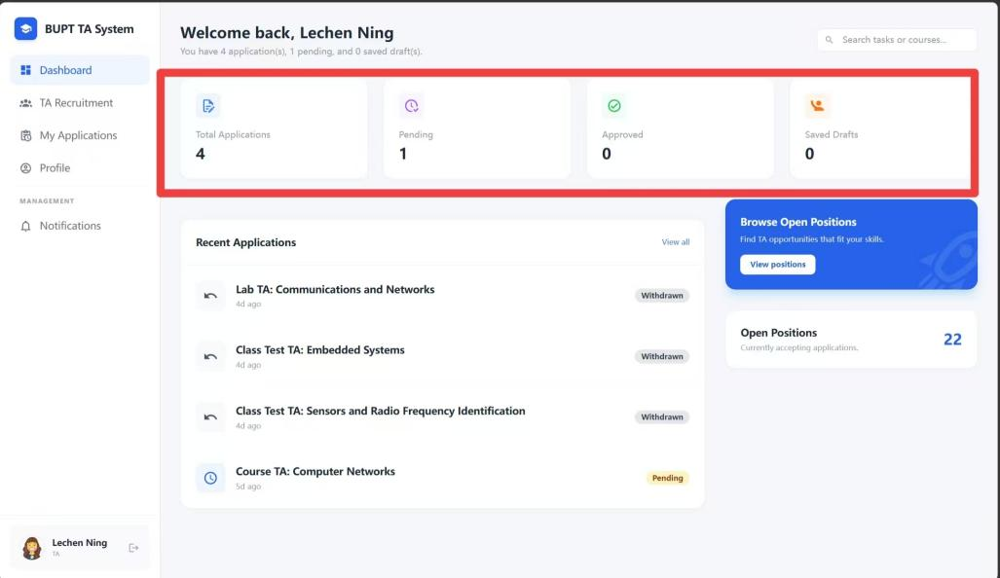 BUPT TA System
Dashboard
TA Recruitment
My Applications
Profile
MANAGEMENT
Notifications
Lechen Ning
TA
Welcome back, Lechen Ning
You have 4 application(s), 1 pending, and 0 saved draft(s).
Search tasks or courses...
Total Applications
4
Pending
1
Approved
0
Saved Drafts
0
Recent Applications
View all
Lab TA: Communications and Networks
4d ago
Withdrawn
Class Test TA: Embedded Systems
4d ago
Withdrawn
Class Test TA: Sensors and Radio Frequency Identification
4d ago
Withdrawn
Course TA: Computer Networks
5d ago
Pending
Browse Open Positions
Find TA opportunities that fit your skills.
View positions
Open Positions
Currently accepting applications.
22